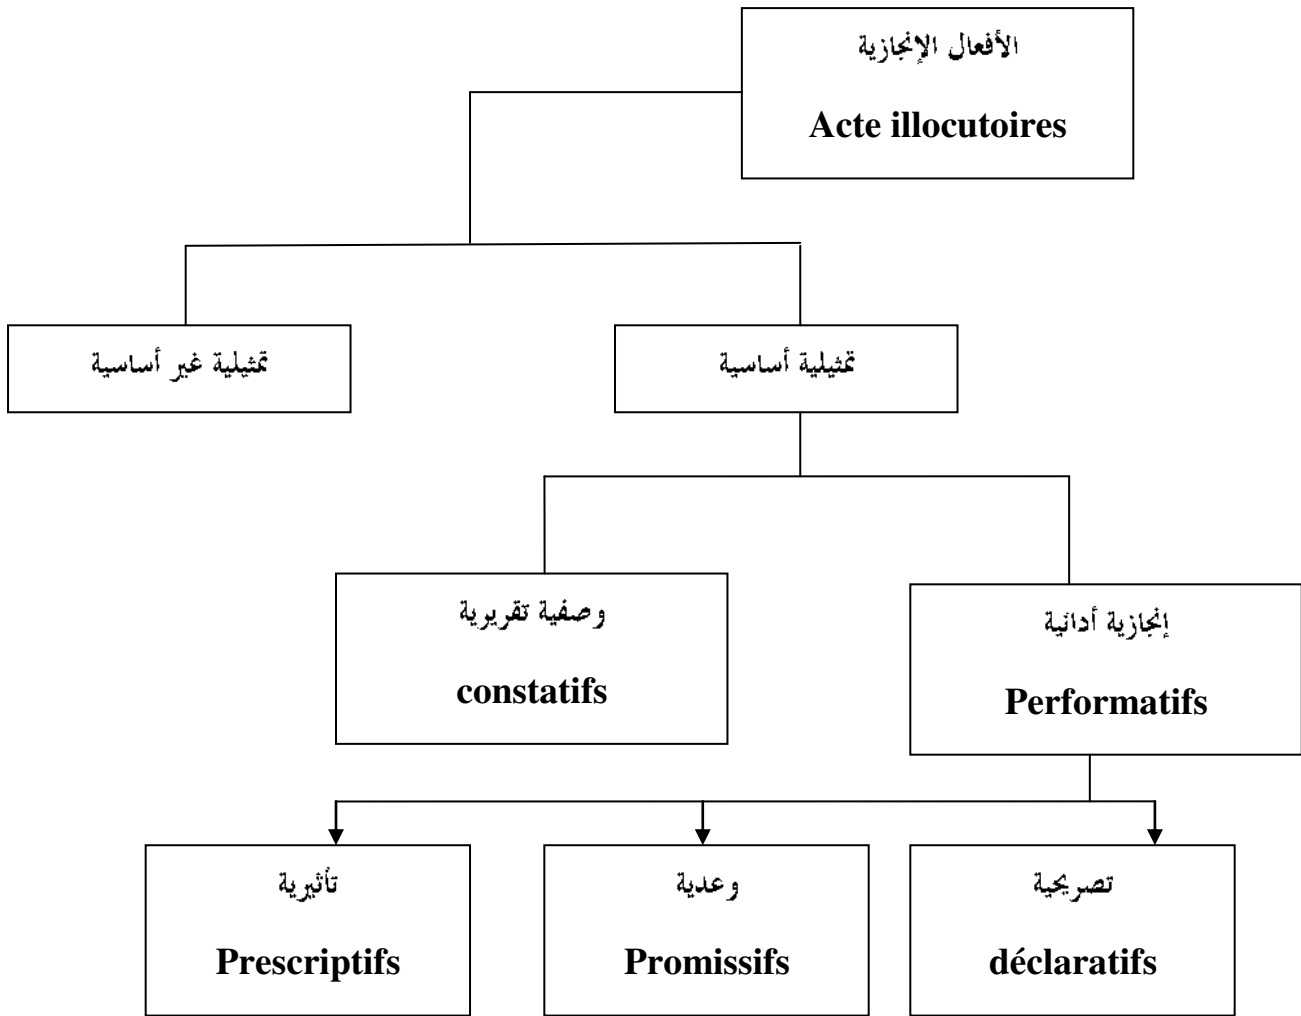 الأفعال الإنجازية
Acte illocutoires
تمثيلية أساسية
تمثيلية غير أساسية
إنجازية أدائية
Performatifs
وصفية تقريرية
constatifs
تصريحية
déclaratifs
وعدية
Promissifs
تأثيرية
Prescriptifs